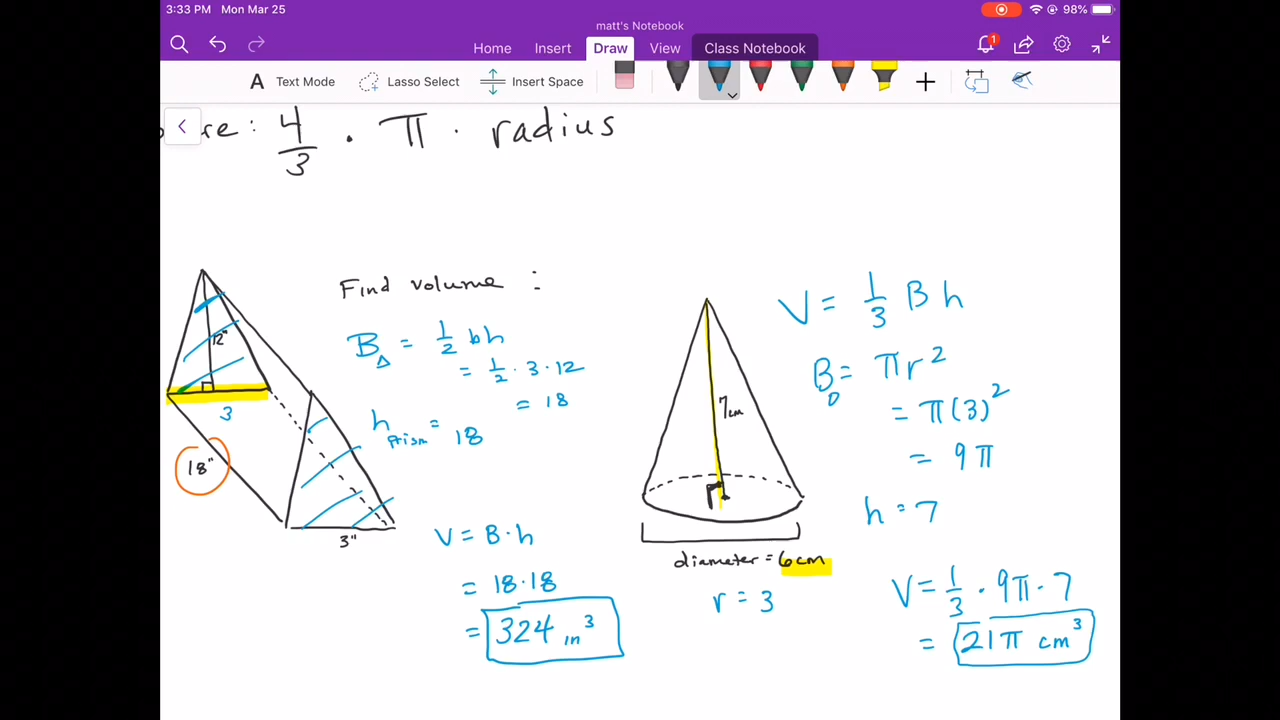 3:33 PM Mon Mar 25
98%
matt's Notebook
Home Insert Draw View Class Notebook
1
A Text Mode Lasso Select Insert Space
re: 4/3 · π · radius
Find volume :
12"
3
18"
3"
B△ = 1/2 bh
= 1/2 · 3 · 12
= 18
h prism = 18
V = B·h
= 18·18
= 324 in³
7cm
diameter = 6cm
r = 3
V = 1/3 B h
B○ = πr²
= π(3)²
= 9π
h = 7
V = 1/3 · 9π · 7
= 21π cm³